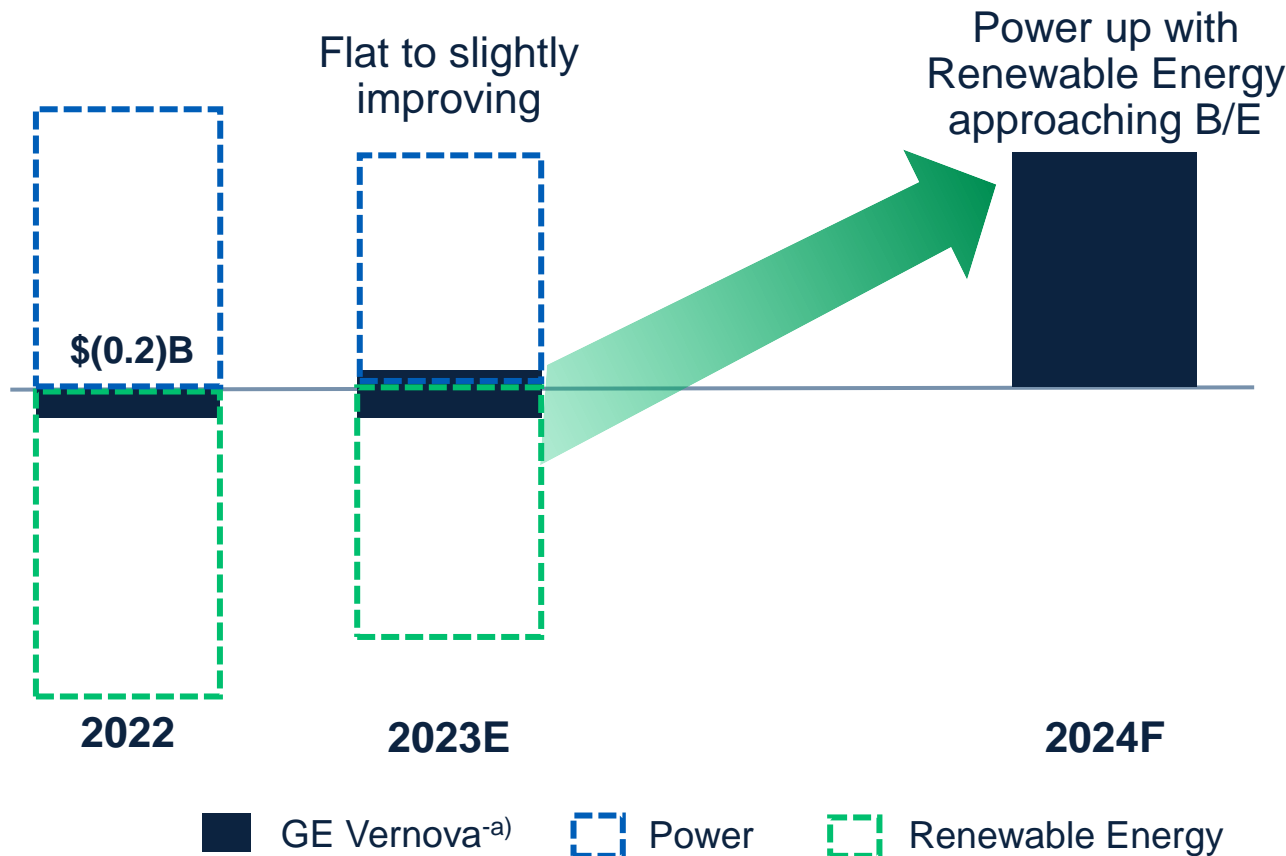 Flat to slightly
improving
Power up with
Renewable Energy
approaching B/E
$(0.2)B
2022
2023E
2024F
GE Vernova-a)
Power
Renewable Energy